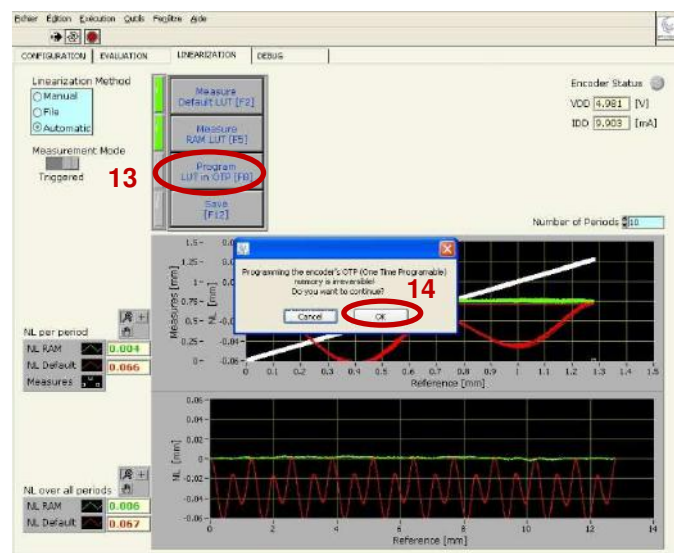 Fichier Édition Exécution Outils Fenêtre Aide
CONFIGURATION EVALUATION LINEARIZATION DEBUG
Linearization Method
Manual
File
Automatic
Measurement Mode
Triggered
13
Measure
Default LUT [F2]
Measure
RAM LUT [F5]
Program
LUT in OTP [F8]
Save
[F12]
Encoder Status
VDD 4.981 [V]
IDD 9.903 [mA]
Number of Periods 10
Programming the encoder's OTP (One Time Programable)
memory is irreversible!
Do you want to continue?
14
Cancel OK
Measures [mm]
1.5-
1.25-
1-
0.75-
0.5-
0.25-
0-
NL [mm]
-0.04-
-0.06-
0 0.1 0.2 0.3 0.4 0.5 0.6 0.7 0.8 0.9 1 1.1 1.2 1.3 1.4 1.5
Reference [mm]
NL per period
NL RAM 0.004
NL Default 0.066
Measures
NL [mm]
0.06-
0.04-
0.02-
0-
-0.02-
-0.04-
-0.06-
0 2 4 6 8 10 12 14
Reference [mm]
NL over all periods
NL RAM 0.006
NL Default 0.067